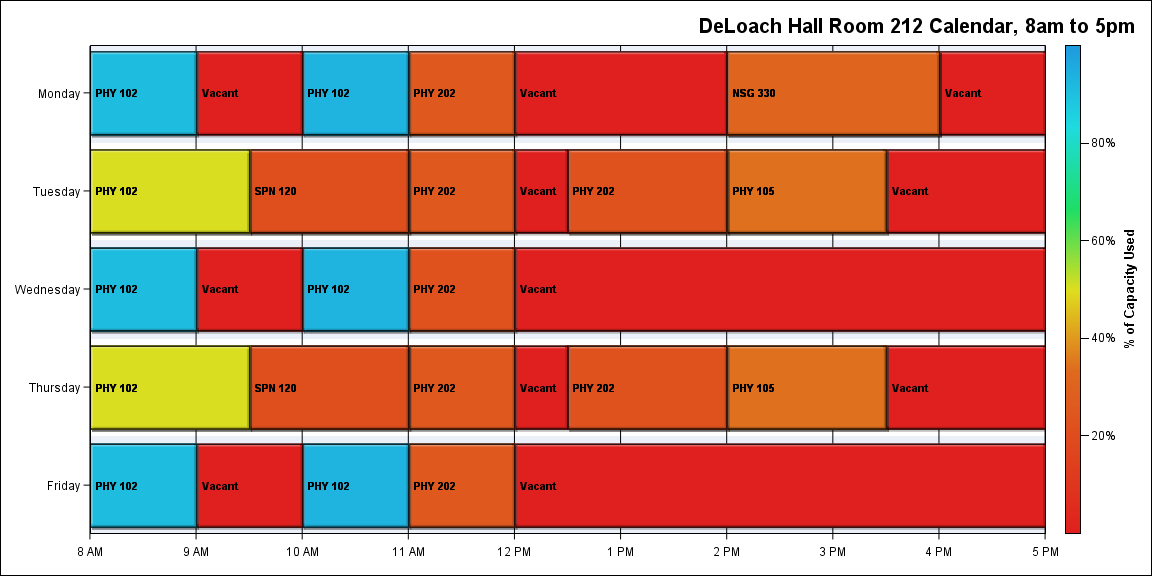 DeLoach Hall Room 212 Calendar, 8am to 5pm
Monday
PHY 102
Vacant
PHY 102
PHY 202
Vacant
NSG 330
Vacant
Tuesday
PHY 102
SPN 120
PHY 202
Vacant
PHY 202
PHY 105
Vacant
Wednesday
PHY 102
Vacant
PHY 102
PHY 202
Vacant
Thursday
PHY 102
SPN 120
PHY 202
Vacant
PHY 202
PHY 105
Vacant
Friday
PHY 102
Vacant
PHY 102
PHY 202
Vacant
8 AM
9 AM
10 AM
11 AM
12 PM
1 PM
2 PM
3 PM
4 PM
5 PM
80%
60%
40%
20%
% of Capacity Used